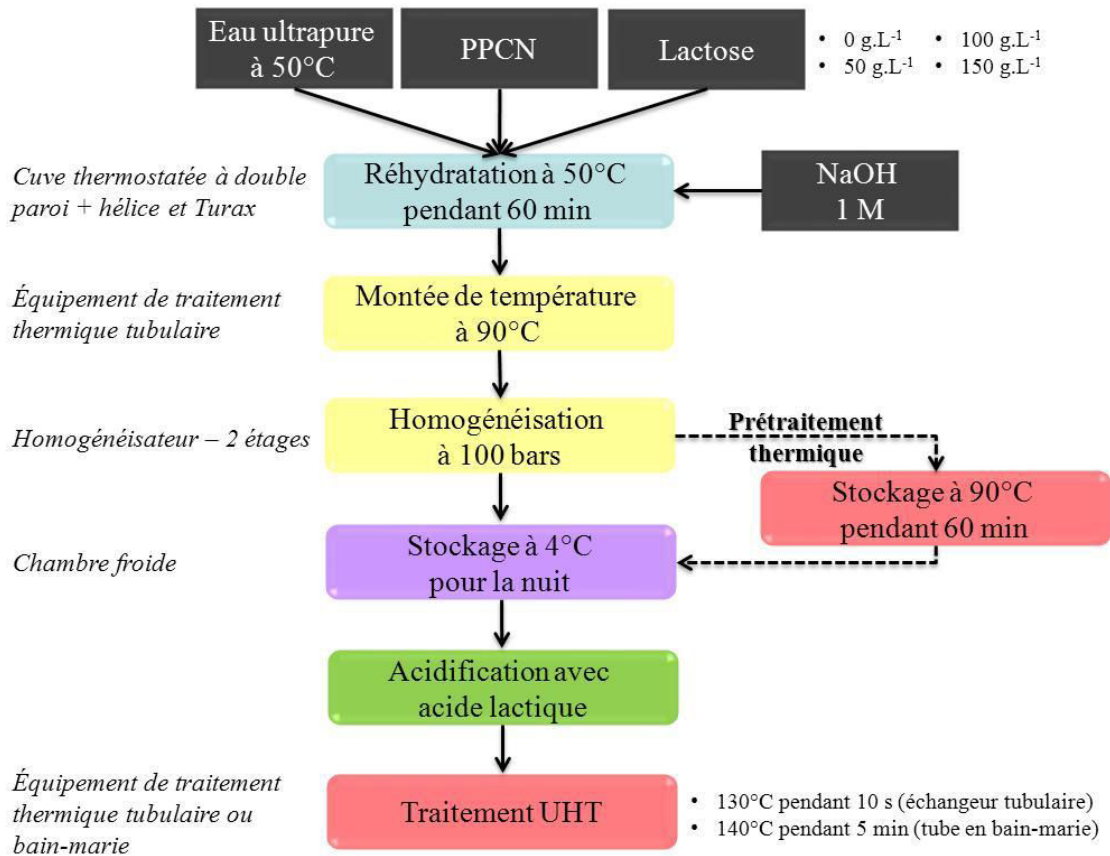 Eau ultrapure
à 50°C
PPCN
Lactose
• 0 g.L⁻¹ • 100 g.L⁻¹
• 50 g.L⁻¹ • 150 g.L⁻¹
Cuve thermostatée à double
paroi + hélice et Turax
Réhydratation à 50°C
pendant 60 min
NaOH
1 M
Équipement de traitement
thermique tubulaire
Montée de température
à 90°C
Homogénéisateur – 2 étages
Homogénéisation
à 100 bars
Prétraitement
thermique
Stockage à 90°C
pendant 60 min
Chambre froide
Stockage à 4°C
pour la nuit
Acidification avec
acide lactique
Équipement de traitement
thermique tubulaire ou
bain-marie
Traitement UHT
• 130°C pendant 10 s (échangeur tubulaire)
• 140°C pendant 5 min (tube en bain-marie)